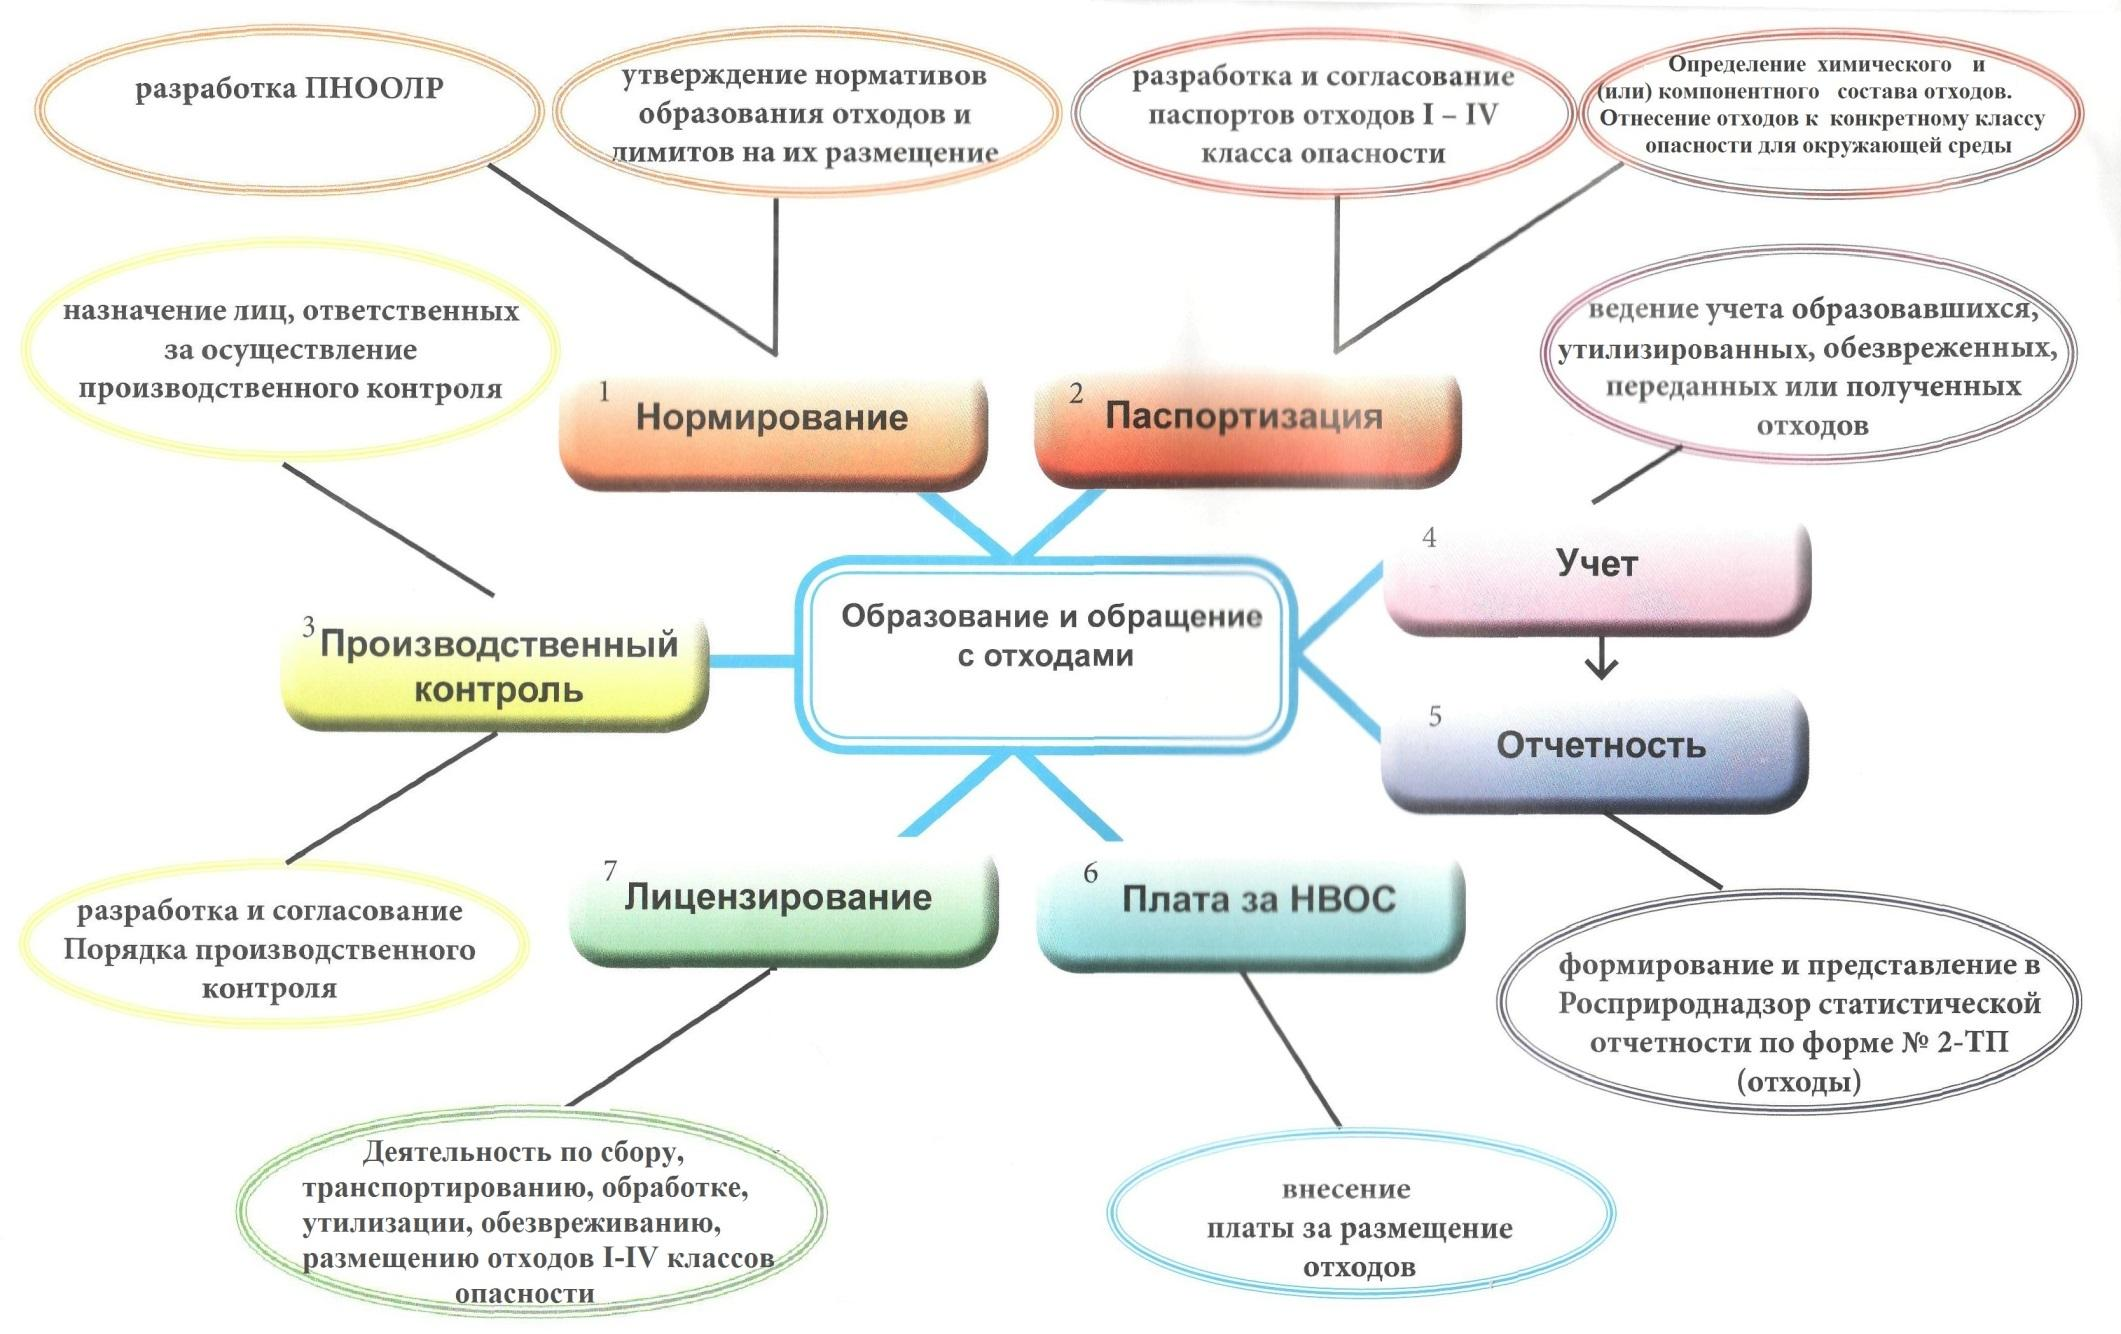 разработка ПНООЛР
утверждение нормативов
образования отходов и
лимитов на их размещение
разработка и согласование
паспортов отходов I – IV
класса опасности
Определение химического и
(или) компонентного состава отходов.
Отнесение отходов к конкретному классу
опасности для окружающей среды
назначение лиц, ответственных
за осуществление
производственного контроля
1
Нормирование
2
Паспортизация
ведение учета образовавшихся,
утилизированных, обезвреженных,
переданных или полученных
отходов
3
Производственный
контроль
Образование и обращение
с отходами
4
Учет
5
Отчетность
разработка и согласование
Порядка производственного
контроля
7
Лицензирование
6
Плата за НВОС
формирование и представление в
Росприроднадзор статистической
отчетности по форме № 2-ТП
(отходы)
Деятельность по сбору,
транспортированию, обработке,
утилизации, обезвреживанию,
размещению отходов I-IV классов
опасности
внесение
платы за размещение
отходов